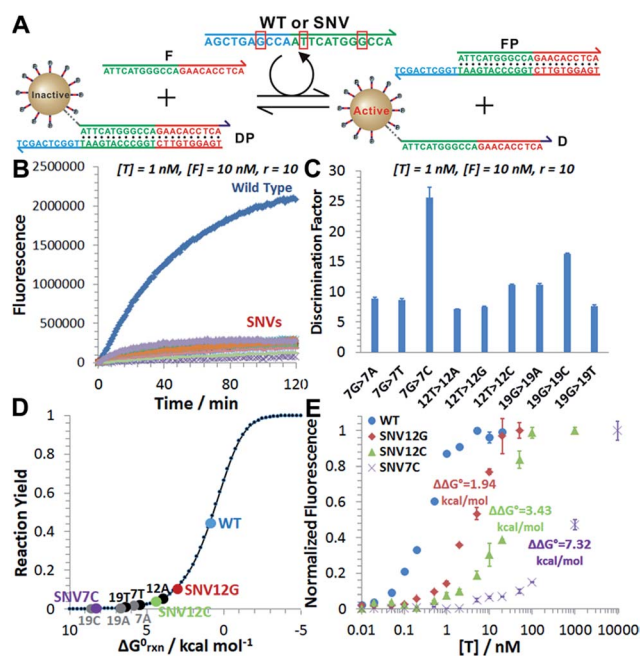 A
WT or SNV
AGCTGAGCCAATTCATGGGCCA
F
ATTCATGGGCCAGAACACCTCA
Inactive
+
ATTCATGGGCCAGAACACCTCA
DP
TCGACTCGGTTAAGTACCCGGTCTTGTGGAGT
FP
ATTCATGGGCCAGAACACCTCA
TCGACTCGGTTAAGTACCCGGTCTTGTGGAGT
Active
+
ATTCATGGGCCAGAACACCTCA
D
B
[T] = 1 nM, [F] = 10 nM, r = 10
Wild Type
SNVs
Fluorescence
2000000
1500000
1000000
500000
0
0 40 80 120
Time / min
C
[T] = 1 nM, [F] = 10 nM, r = 10
Discrimination Factor
30
25
20
15
10
5
0
7G>7A
7G>7T
7G>7C
12T>12A
12T>12G
12T>12C
19G>19A
19G>19C
19G>19T
D
Reaction Yield
1
0.8
0.6
0.4
0.2
0
WT
SNV12G
SNV12C
SNV7C
19T 7T 12A
19C 19A 7A
10 5 0 -5
ΔG⁰rxn / kcal mol⁻¹
E
WT
SNV12G
SNV12C
SNV7C
Normalized Fluorescence
1
0.8
0.6
0.4
0.2
0
ΔΔG°=1.94
kcal/mol
ΔΔG°=3.43
kcal/mol
ΔΔG°=7.32
kcal/mol
0.01 0.1 1 10 100 1000 10000
[T] / nM